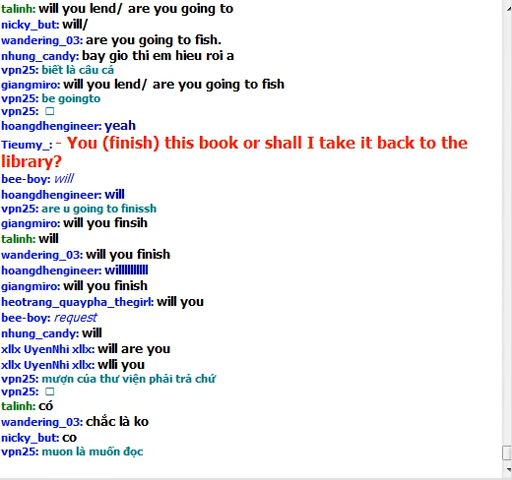 talinh: will you lend/ are you going to
nicky_but: will/
wandering_03: are you going to fish.
nhung_candy: bay gio thi em hieu roi a
vpn25: biết là câu cá
giangmiro: will you lend/ are you going to fish
vpn25: be goingto
vpn25: □
hoangdhengineer: yeah
Tieumy_: - You (finish) this book or shall I take it back to the
library?
bee-boy: will
hoangdhengineer: will
vpn25: are u going to finissh
giangmiro: will you finsih
talinh: will
wandering_03: will you finish
hoangdhengineer: willlllllllll
giangmiro: will you finish
heotrang_quaypha_thegirl: will you
bee-boy: request
nhung_candy: will
xllx UyenNhi xllx: will are you
xllx UyenNhi xllx: wlli you
vpn25: mượn của thư viện phải trả chứ
vpn25: □
talinh: có
wandering_03: chắc là ko
nicky_but: co
vpn25: muon là muốn đọc